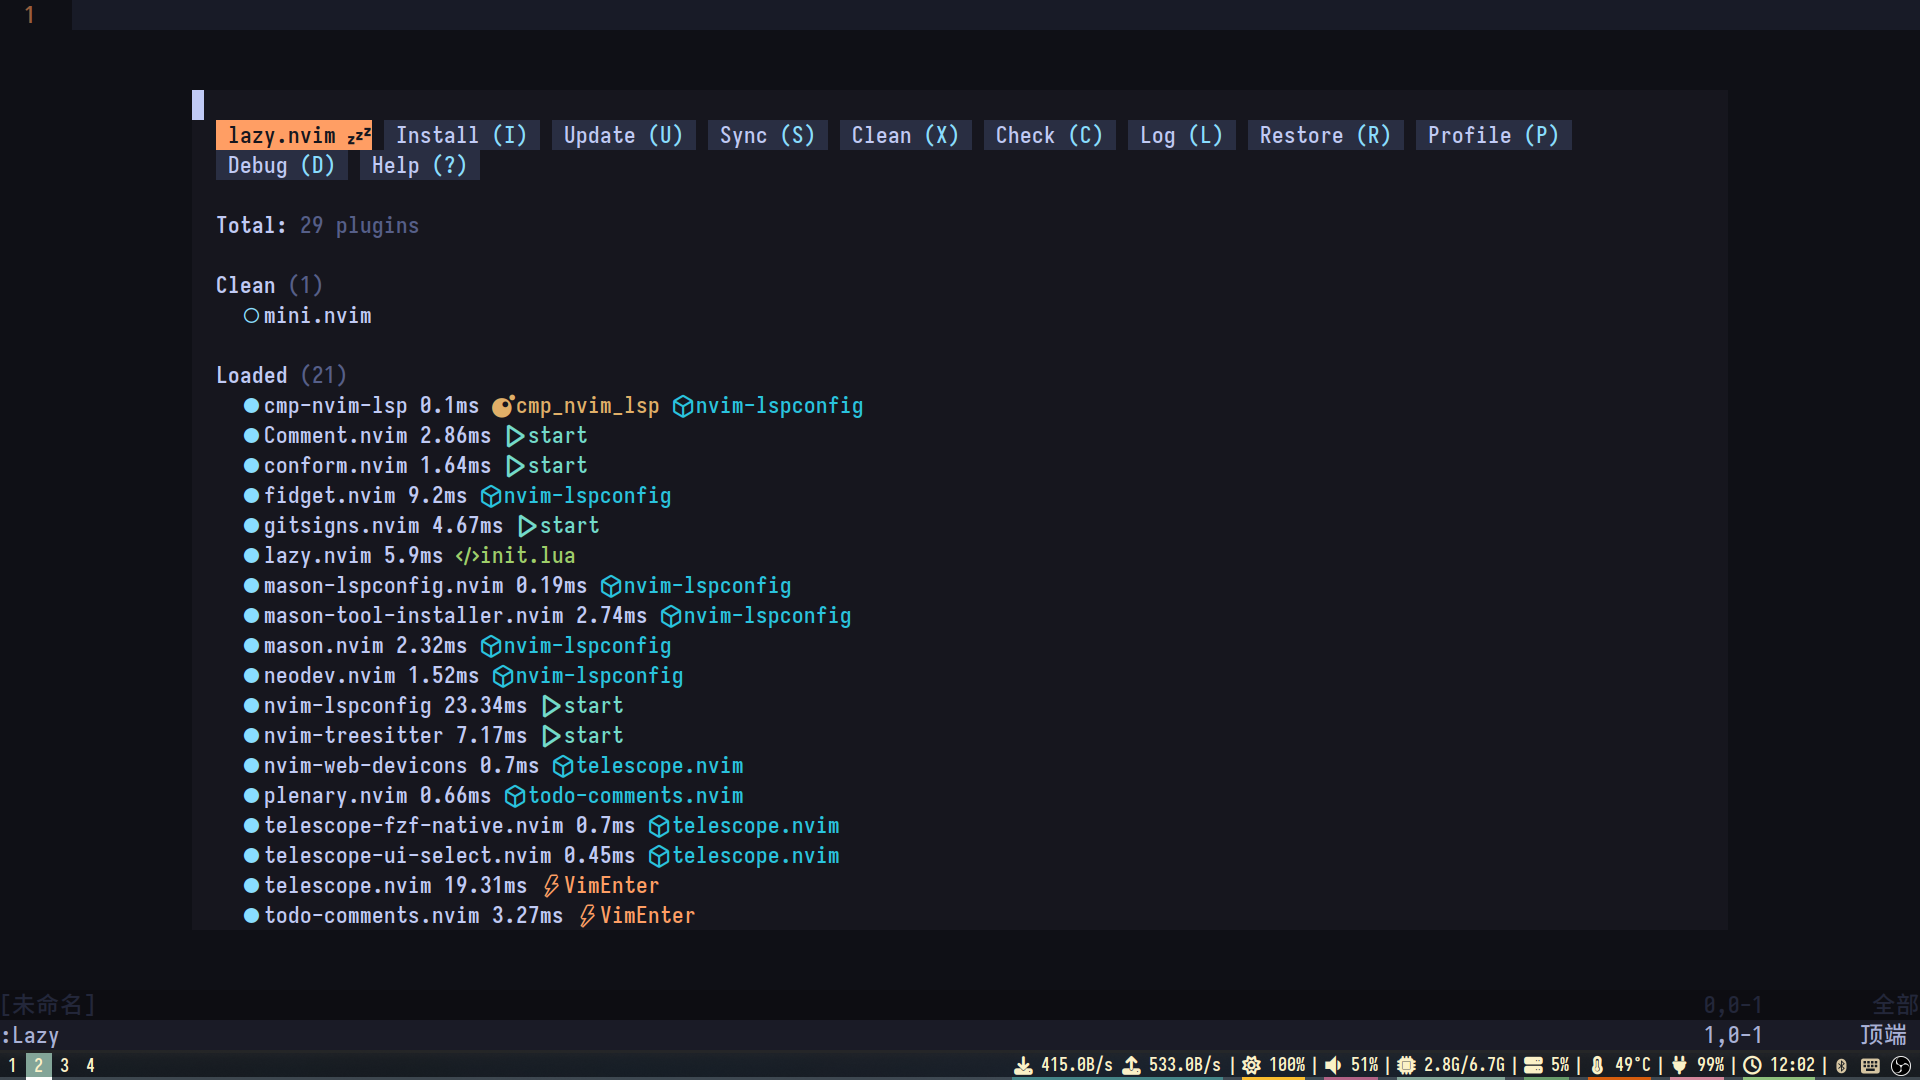 1
lazy.nvim zzz Install (I) Update (U) Sync (S) Clean (X) Check (C) Log (L) Restore (R) Profile (P)
Debug (D) Help (?)
Total: 29 plugins
Clean (1)
mini.nvim
Loaded (21)
cmp-nvim-lsp 0.1ms cmp_nvim_lsp nvim-lspconfig
Comment.nvim 2.86ms start
conform.nvim 1.64ms start
fidget.nvim 9.2ms nvim-lspconfig
gitsigns.nvim 4.67ms start
lazy.nvim 5.9ms </>init.lua
mason-lspconfig.nvim 0.19ms nvim-lspconfig
mason-tool-installer.nvim 2.74ms nvim-lspconfig
mason.nvim 2.32ms nvim-lspconfig
neodev.nvim 1.52ms nvim-lspconfig
nvim-lspconfig 23.34ms start
nvim-treesitter 7.17ms start
nvim-web-devicons 0.7ms telescope.nvim
plenary.nvim 0.66ms todo-comments.nvim
telescope-fzf-native.nvim 0.7ms telescope.nvim
telescope-ui-select.nvim 0.45ms telescope.nvim
telescope.nvim 19.31ms VimEnter
todo-comments.nvim 3.27ms VimEnter
[未命名] 0,0-1 全部
:Lazy 1,0-1 顶端
1 2 3 4 415.0B/s 533.0B/s | 100% | 51% | 2.8G/6.7G | 5% | 49°C | 99% | 12:02 |